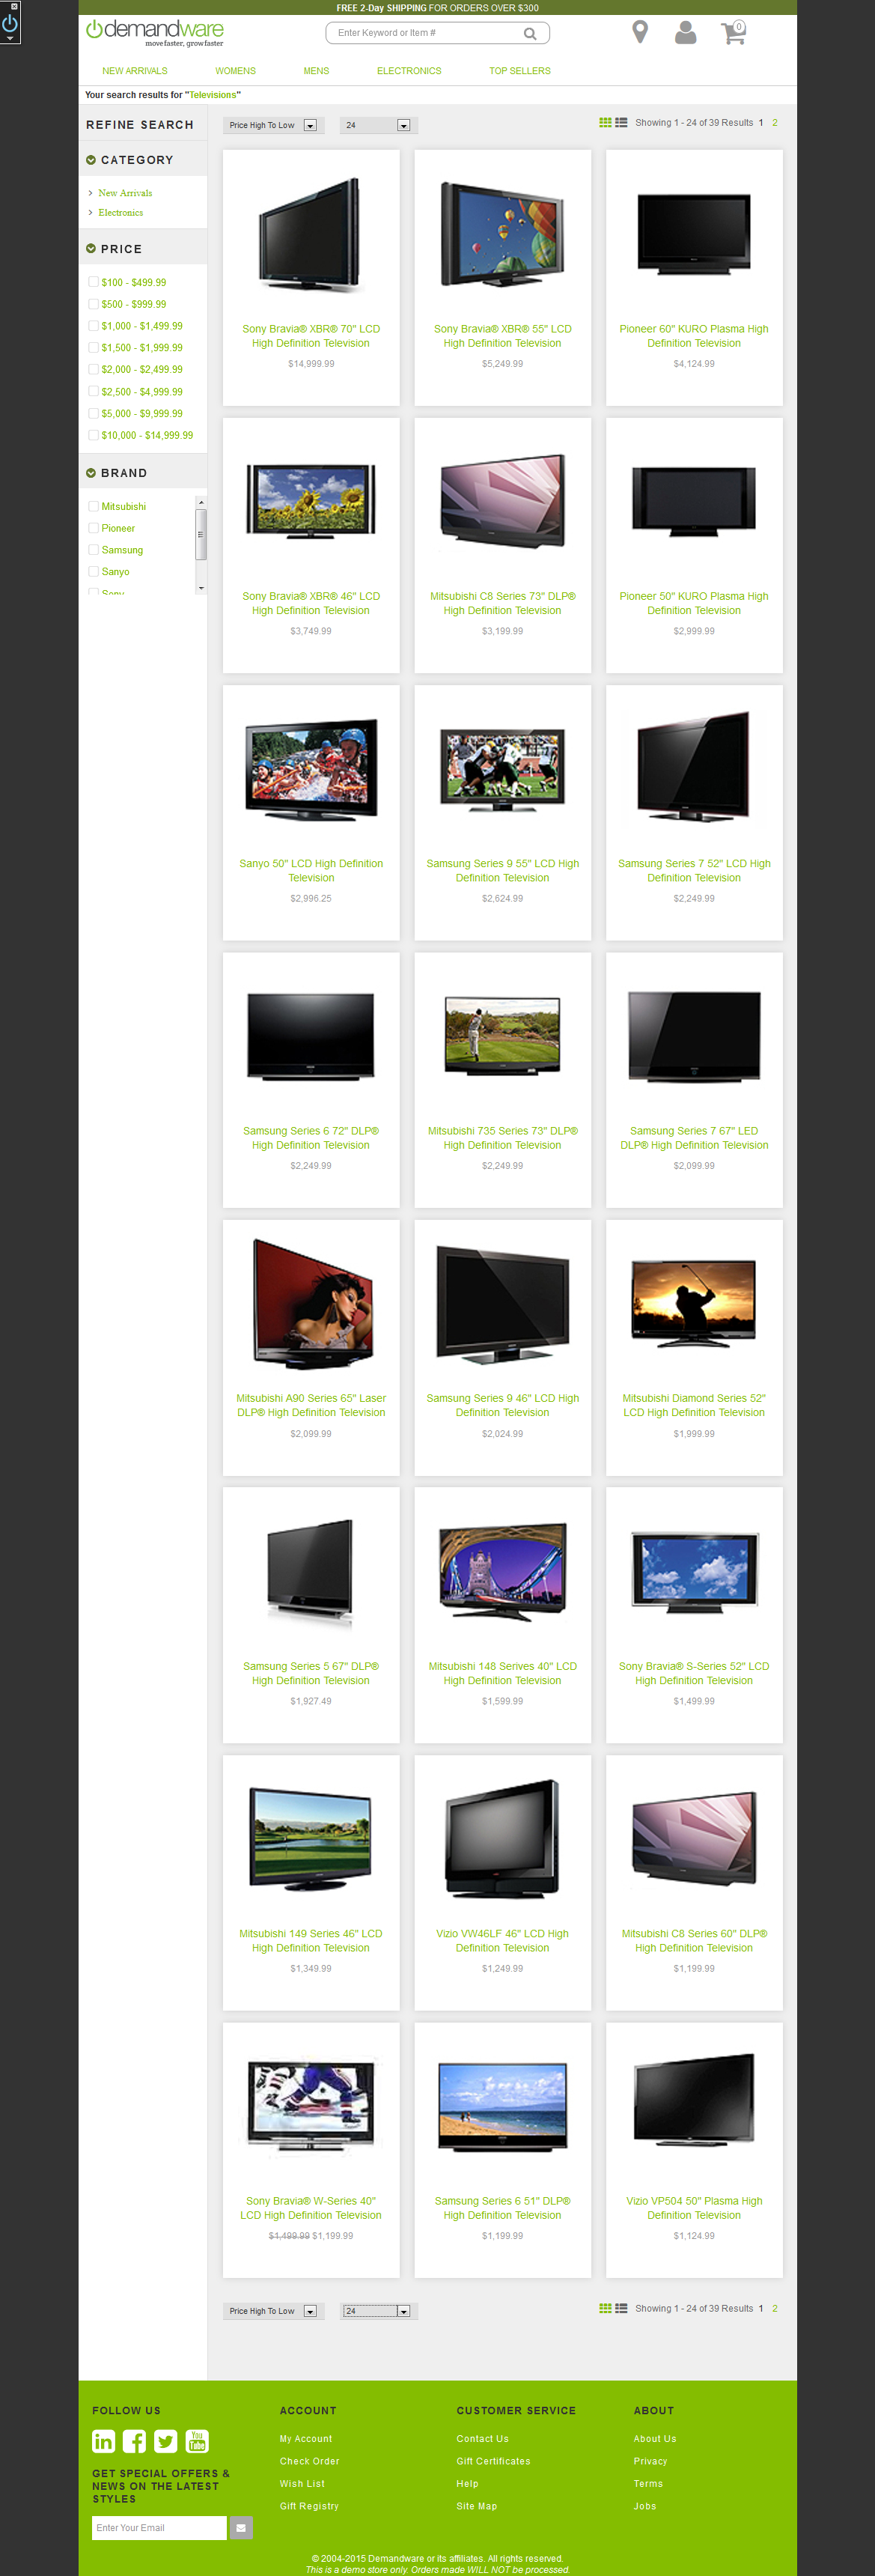 FREE 2-Day SHIPPING FOR ORDERS OVER $300
demandware
move faster, grow faster
Enter Keyword or Item #
0
NEW ARRIVALS WOMENS MENS ELECTRONICS TOP SELLERS
Your search results for "Televisions"
REFINE SEARCH
CATEGORY
New Arrivals
Electronics
PRICE
$100 - $499.99
$500 - $999.99
$1,000 - $1,499.99
$1,500 - $1,999.99
$2,000 - $2,499.99
$2,500 - $4,999.99
$5,000 - $9,999.99
$10,000 - $14,999.99
BRAND
Mitsubishi
Pioneer
Samsung
Sanyo
Sony
Price High To Low 24 Showing 1 - 24 of 39 Results 1 2
Sony Bravia® XBR® 70" LCD
High Definition Television
$14,999.99
Sony Bravia® XBR® 55" LCD
High Definition Television
$5,249.99
Pioneer 60" KURO Plasma High
Definition Television
$4,124.99
Sony Bravia® XBR® 46" LCD
High Definition Television
$3,749.99
Mitsubishi C8 Series 73" DLP®
High Definition Television
$3,199.99
Pioneer 50" KURO Plasma High
Definition Television
$2,999.99
Sanyo 50" LCD High Definition
Television
$2,996.25
Samsung Series 9 55" LCD High
Definition Television
$2,624.99
Samsung Series 7 52" LCD High
Definition Television
$2,249.99
Samsung Series 6 72" DLP®
High Definition Television
$2,249.99
Mitsubishi 735 Series 73" DLP®
High Definition Television
$2,249.99
Samsung Series 7 67" LED
DLP® High Definition Television
$2,099.99
Mitsubishi A90 Series 65" Laser
DLP® High Definition Television
$2,099.99
Samsung Series 9 46" LCD High
Definition Television
$2,024.99
Mitsubishi Diamond Series 52"
LCD High Definition Television
$1,999.99
Samsung Series 5 67" DLP®
High Definition Television
$1,927.49
Mitsubishi 148 Serives 40" LCD
High Definition Television
$1,599.99
Sony Bravia® S-Series 52" LCD
High Definition Television
$1,499.99
Mitsubishi 149 Series 46" LCD
High Definition Television
$1,349.99
Vizio VW46LF 46" LCD High
Definition Television
$1,249.99
Mitsubishi C8 Series 60" DLP®
High Definition Television
$1,199.99
Sony Bravia® W-Series 40"
LCD High Definition Television
$1,499.99 $1,199.99
Samsung Series 6 51" DLP®
High Definition Television
$1,199.99
Vizio VP504 50" Plasma High
Definition Television
$1,124.99
Price High To Low 24 Showing 1 - 24 of 39 Results 1 2
FOLLOW US
in
You
Tube
GET SPECIAL OFFERS &
NEWS ON THE LATEST
STYLES
Enter Your Email
ACCOUNT
My Account
Check Order
Wish List
Gift Registry
CUSTOMER SERVICE
Contact Us
Gift Certificates
Help
Site Map
ABOUT
About Us
Privacy
Terms
Jobs
© 2004-2015 Demandware or its affiliates. All rights reserved.
This is a demo store only. Orders made WILL NOT be processed.